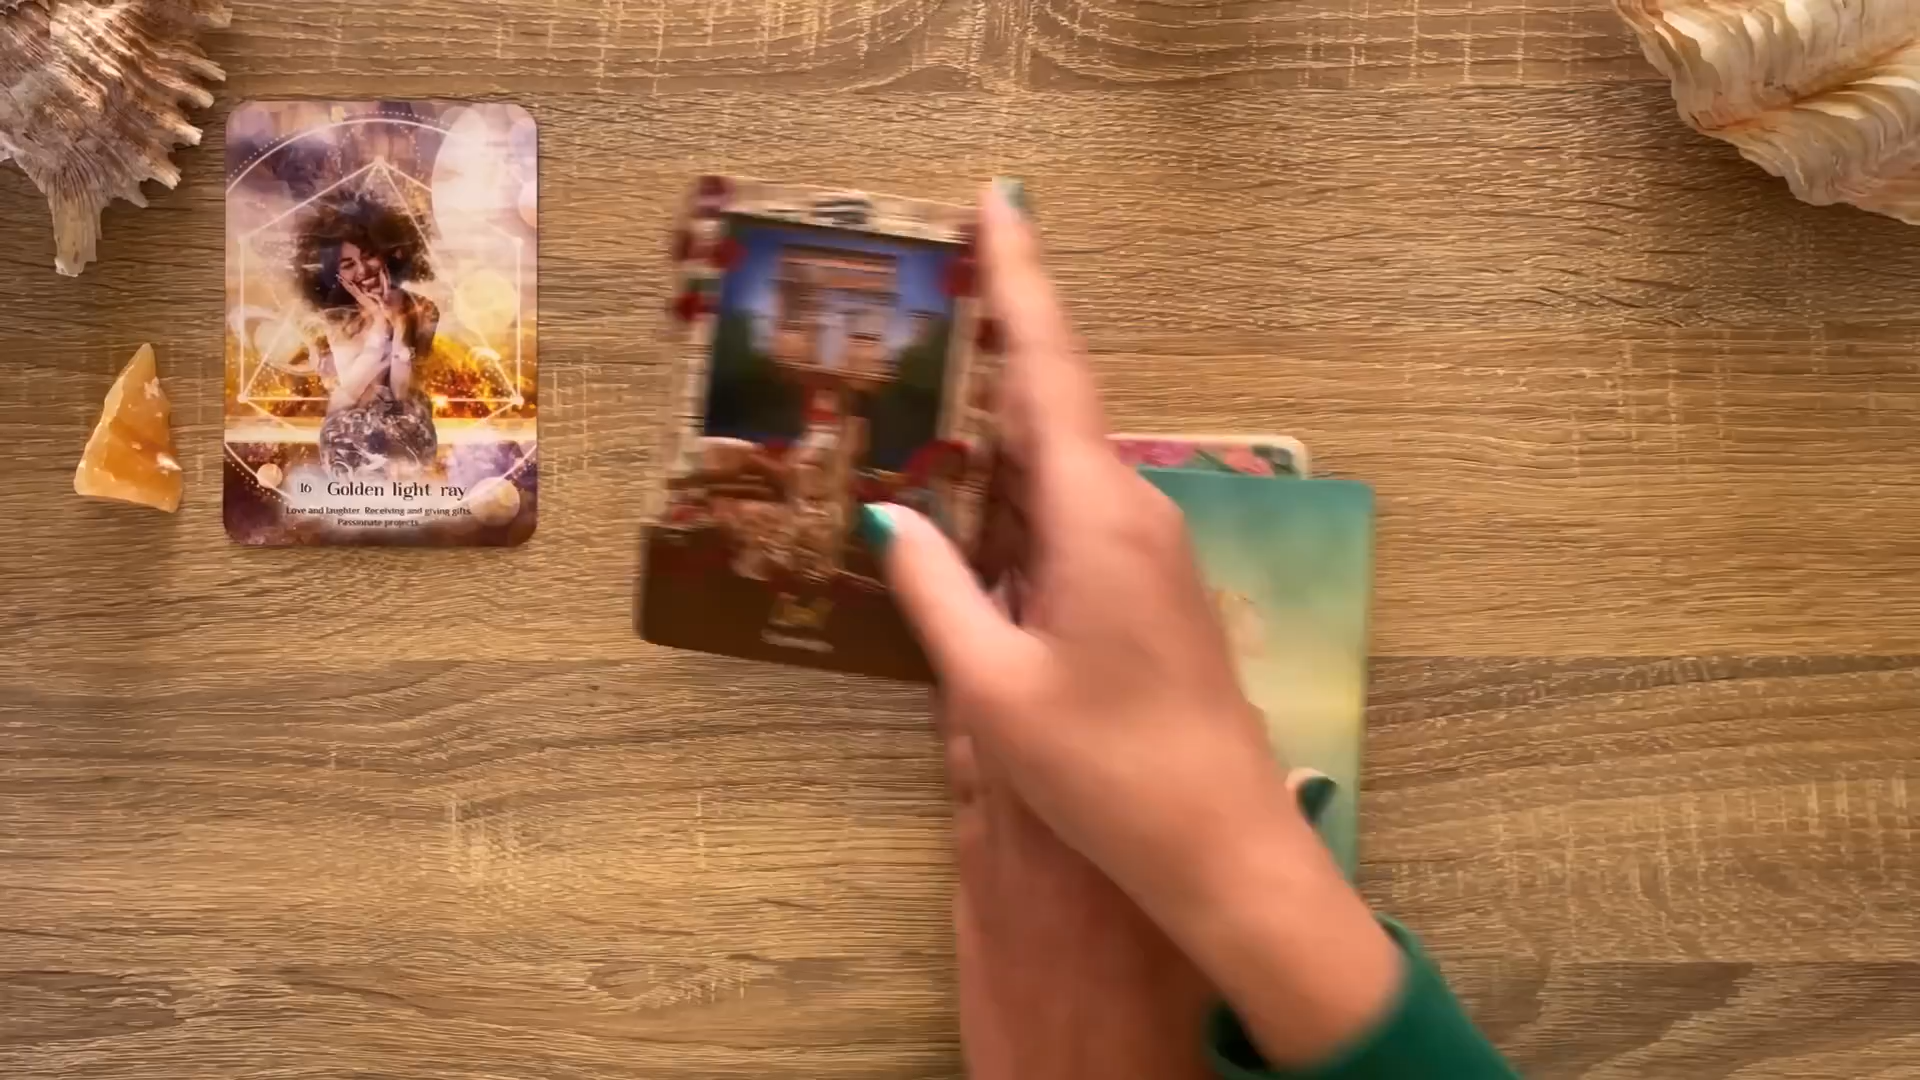 16 Golden light ray
Love and laughter. Receiving and giving gifts.
Passionate projects.